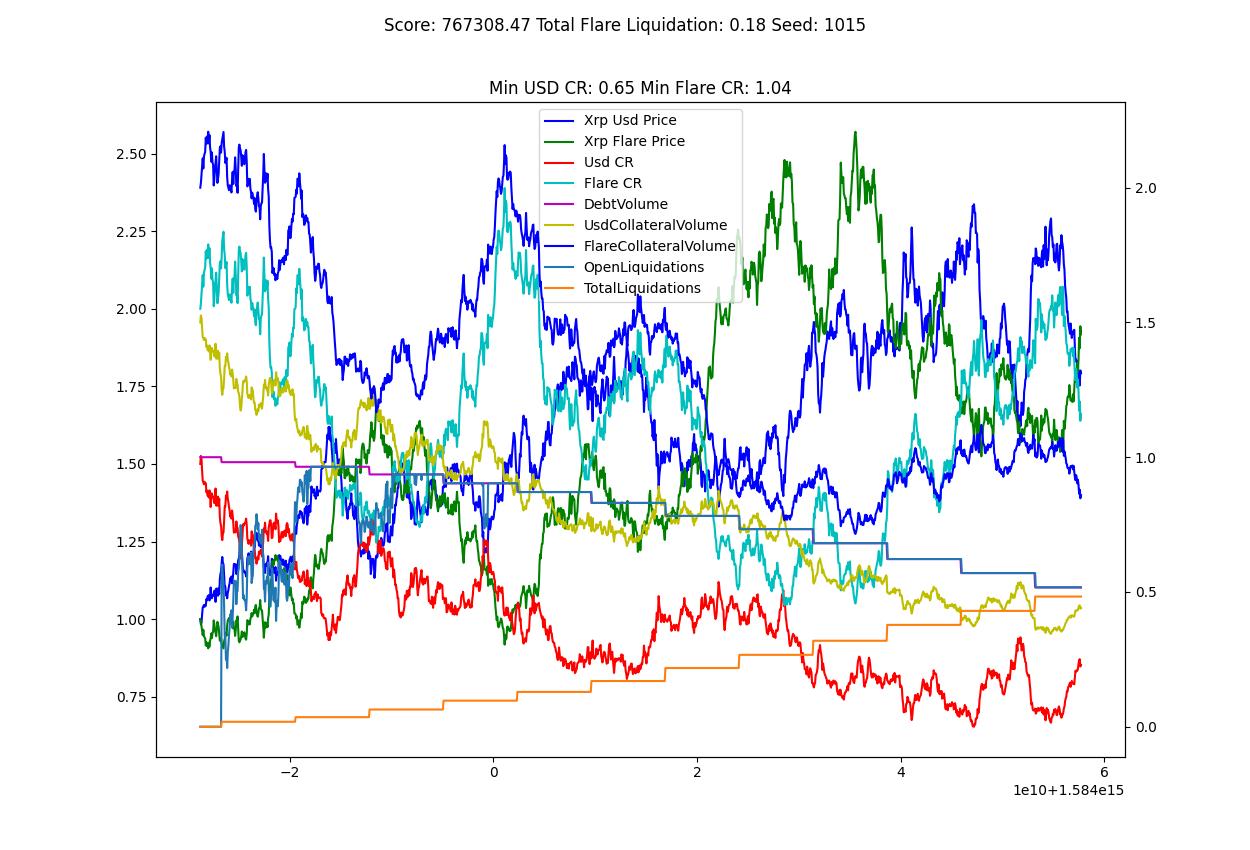 Score: 767308.47 Total Flare Liquidation: 0.18 Seed: 1015
Min USD CR: 0.65 Min Flare CR: 1.04
Xrp Usd Price
Xrp Flare Price
Usd CR
Flare CR
DebtVolume
UsdCollateralVolume
FlareCollateralVolume
OpenLiquidations
TotalLiquidations
2.50
2.25
2.00
1.75
1.50
1.25
1.00
0.75
2.0
1.5
1.0
0.5
0.0
−2 0 2 4 6
1e10+1.584e15